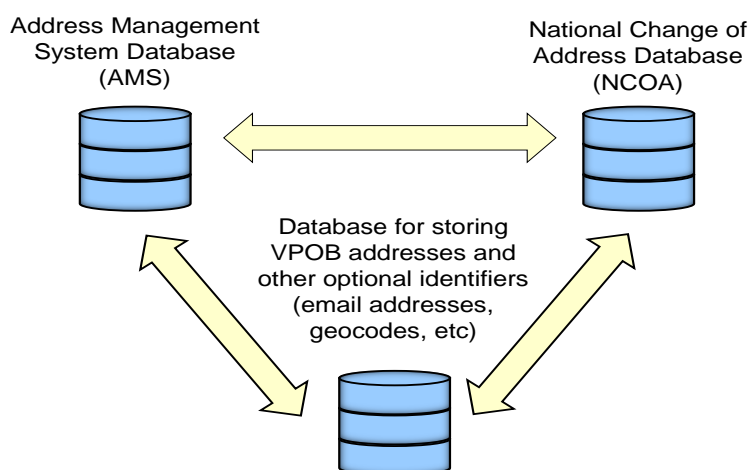 Address Management
System Database
(AMS)
National Change of
Address Database
(NCOA)
Database for storing
VPOB addresses and
other optional identifiers
(email addresses,
geocodes, etc)